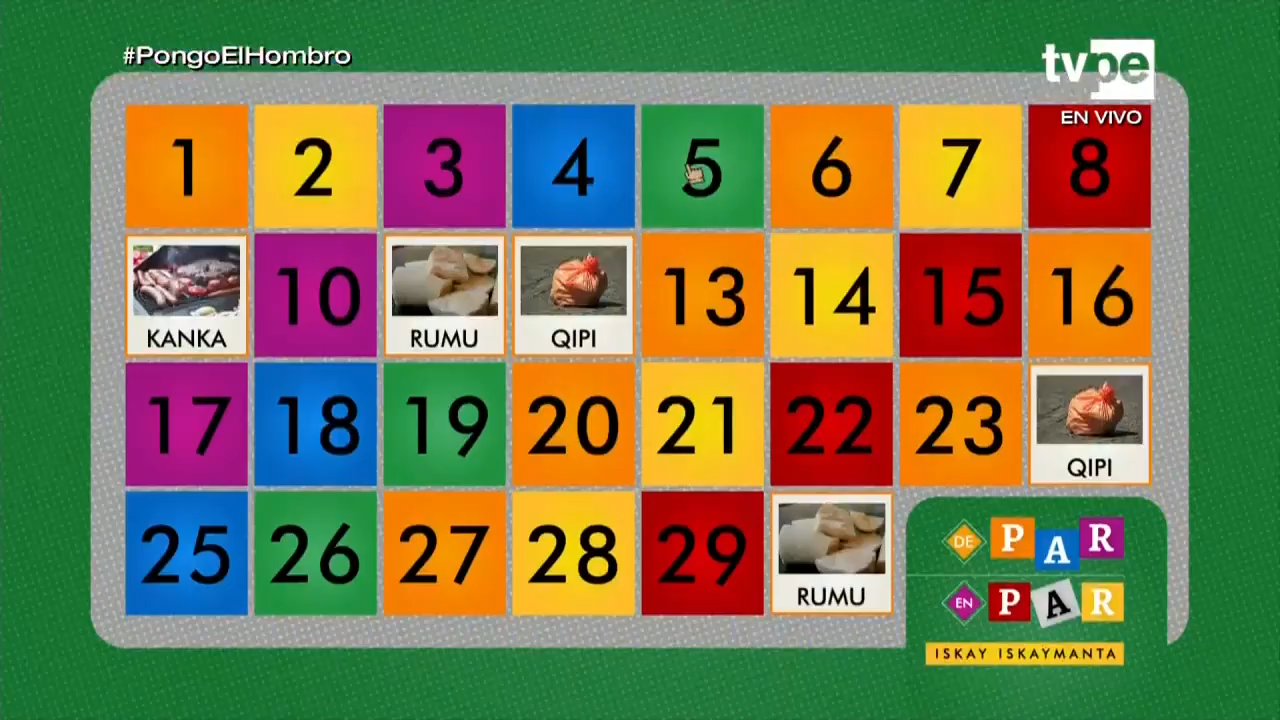 #PongoElHombro
tvpe
EN VIVO
1 2 3 4 5 6 7 8
KANKA 10 RUMU QIPI 13 14 15 16
17 18 19 20 21 22 23 QIPI
25 26 27 28 29 RUMU
DE PAR
EN PAR
ISKAY ISKAYMANTA